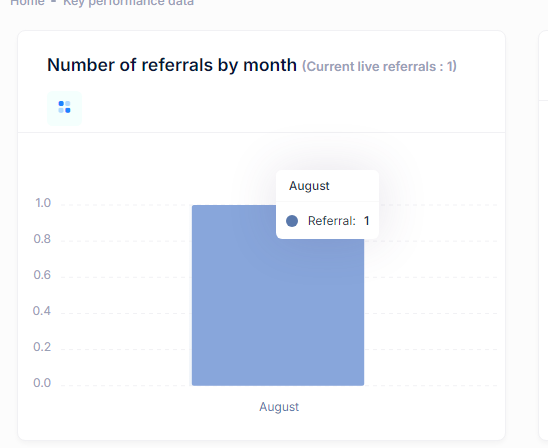 Home - Key performance data
Number of referrals by month (Current live referrals : 1)
August
Referral: 1
1.0
0.8
0.6
0.4
0.2
0.0
August